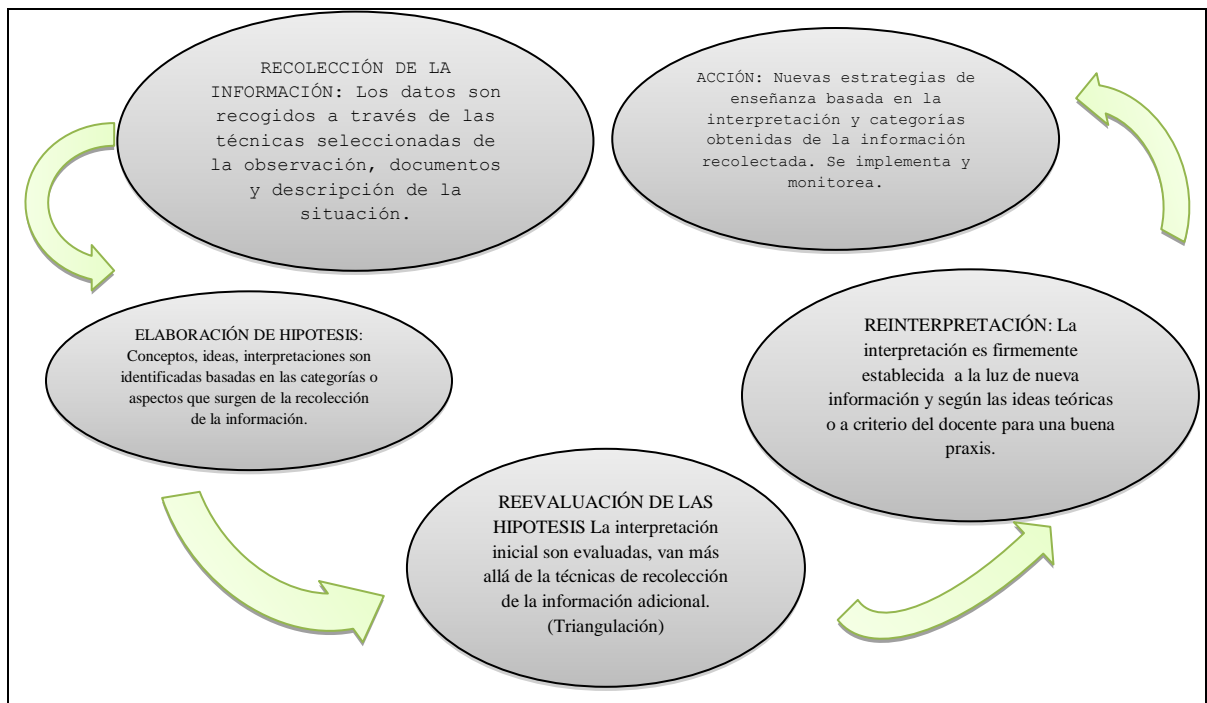 RECOLECCIÓN DE LA
INFORMACIÓN: Los datos son
recogidos a través de las
técnicas seleccionadas de
la observación, documentos
y descripción de la
situación.
ELABORACIÓN DE HIPOTESIS:
Conceptos, ideas, interpretaciones son
identificadas basadas en las categorías o
aspectos que surgen de la recolección
de la información.
REEVALUACIÓN DE LAS
HIPOTESIS La interpretación
inicial son evaluadas, van más
allá de la técnicas de recolección
de la información adicional.
(Triangulación)
REINTERPRETACIÓN: La
interpretación es firmemente
establecida a la luz de nueva
información y según las ideas teóricas
o a criterio del docente para una buena
praxis.
ACCIÓN: Nuevas estrategias de
enseñanza basada en la
interpretación y categorías
obtenidas de la información
recolectada. Se implementa y
monitorea.